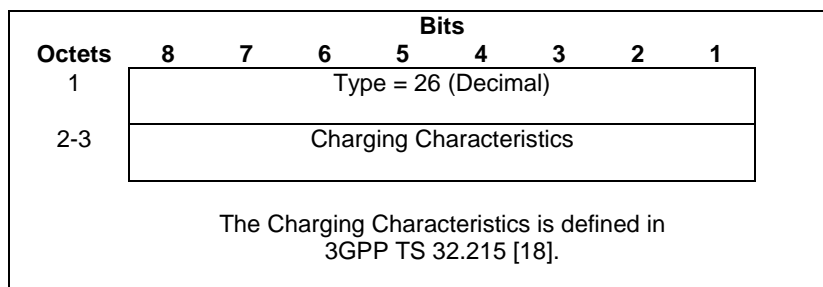 Bits
Octets 8 7 6 5 4 3 2 1
1 Type = 26 (Decimal)
2-3 Charging Characteristics
The Charging Characteristics is defined in
3GPP TS 32.215 [18].